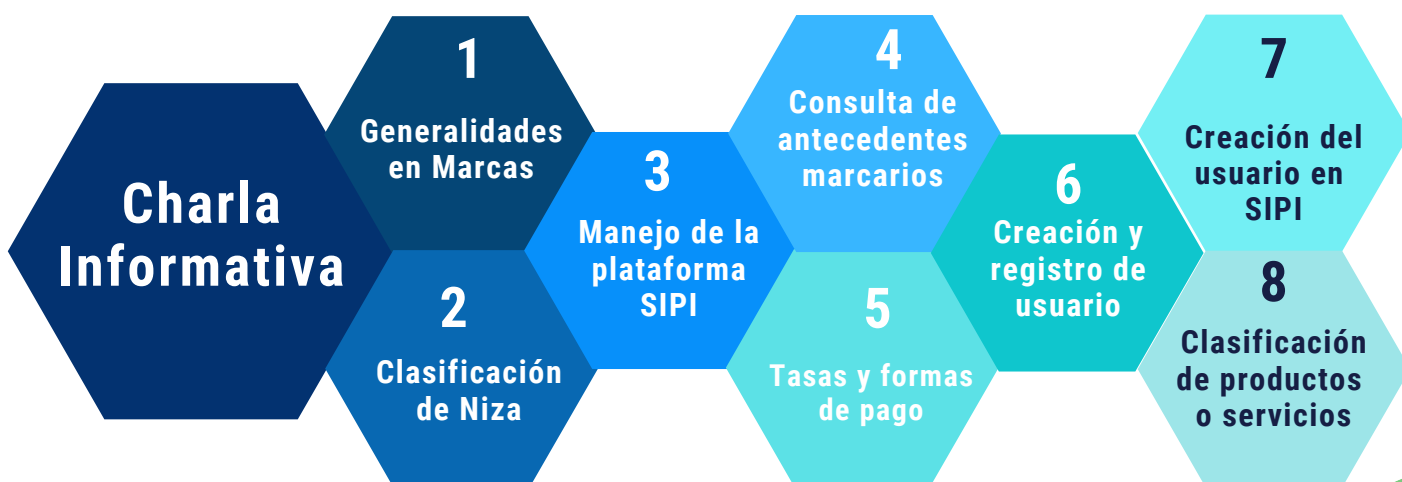 Charla
Informativa
1
Generalidades
en Marcas
2
Clasificación
de Niza
3
Manejo de la
plataforma
SIPI
4
Consulta de
antecedentes
marcarios
5
Tasas y formas
de pago
6
Creación y
registro de
usuario
7
Creación del
usuario en
SIPI
8
Clasificación
de productos
o servicios